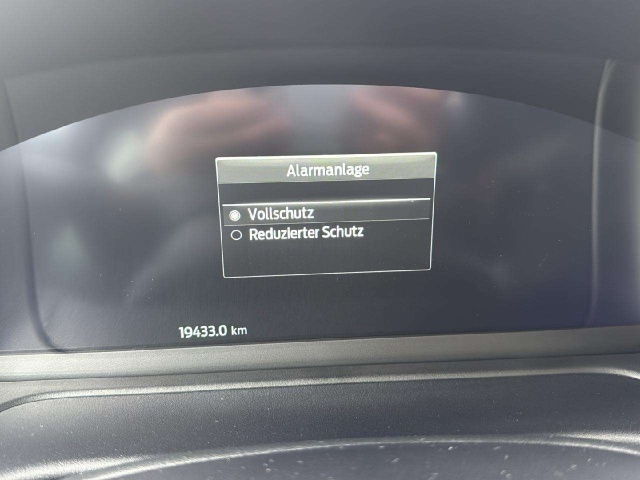 Alarmanlage
Vollschutz
Reduzierter Schutz
19433.0 km